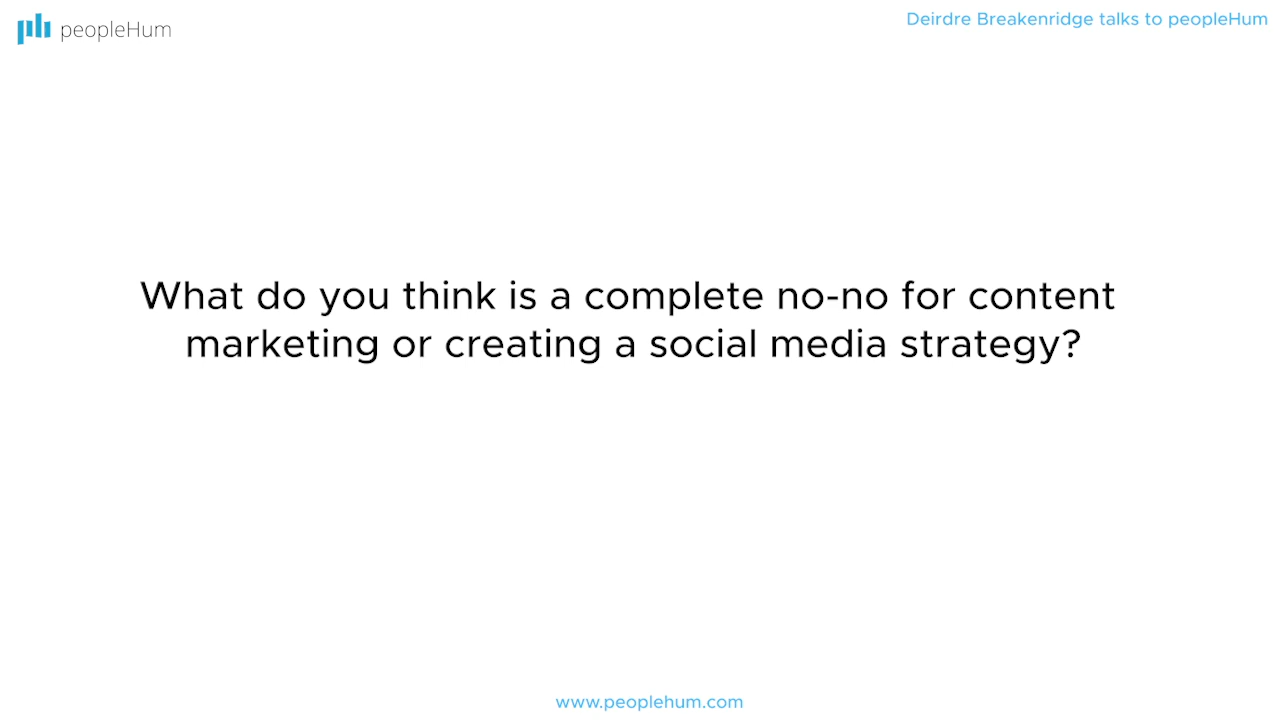 peopleHum
Deirdre Breakenridge talks to peopleHum
What do you think is a complete no-no for content
marketing or creating a social media strategy?
www.peoplehum.com